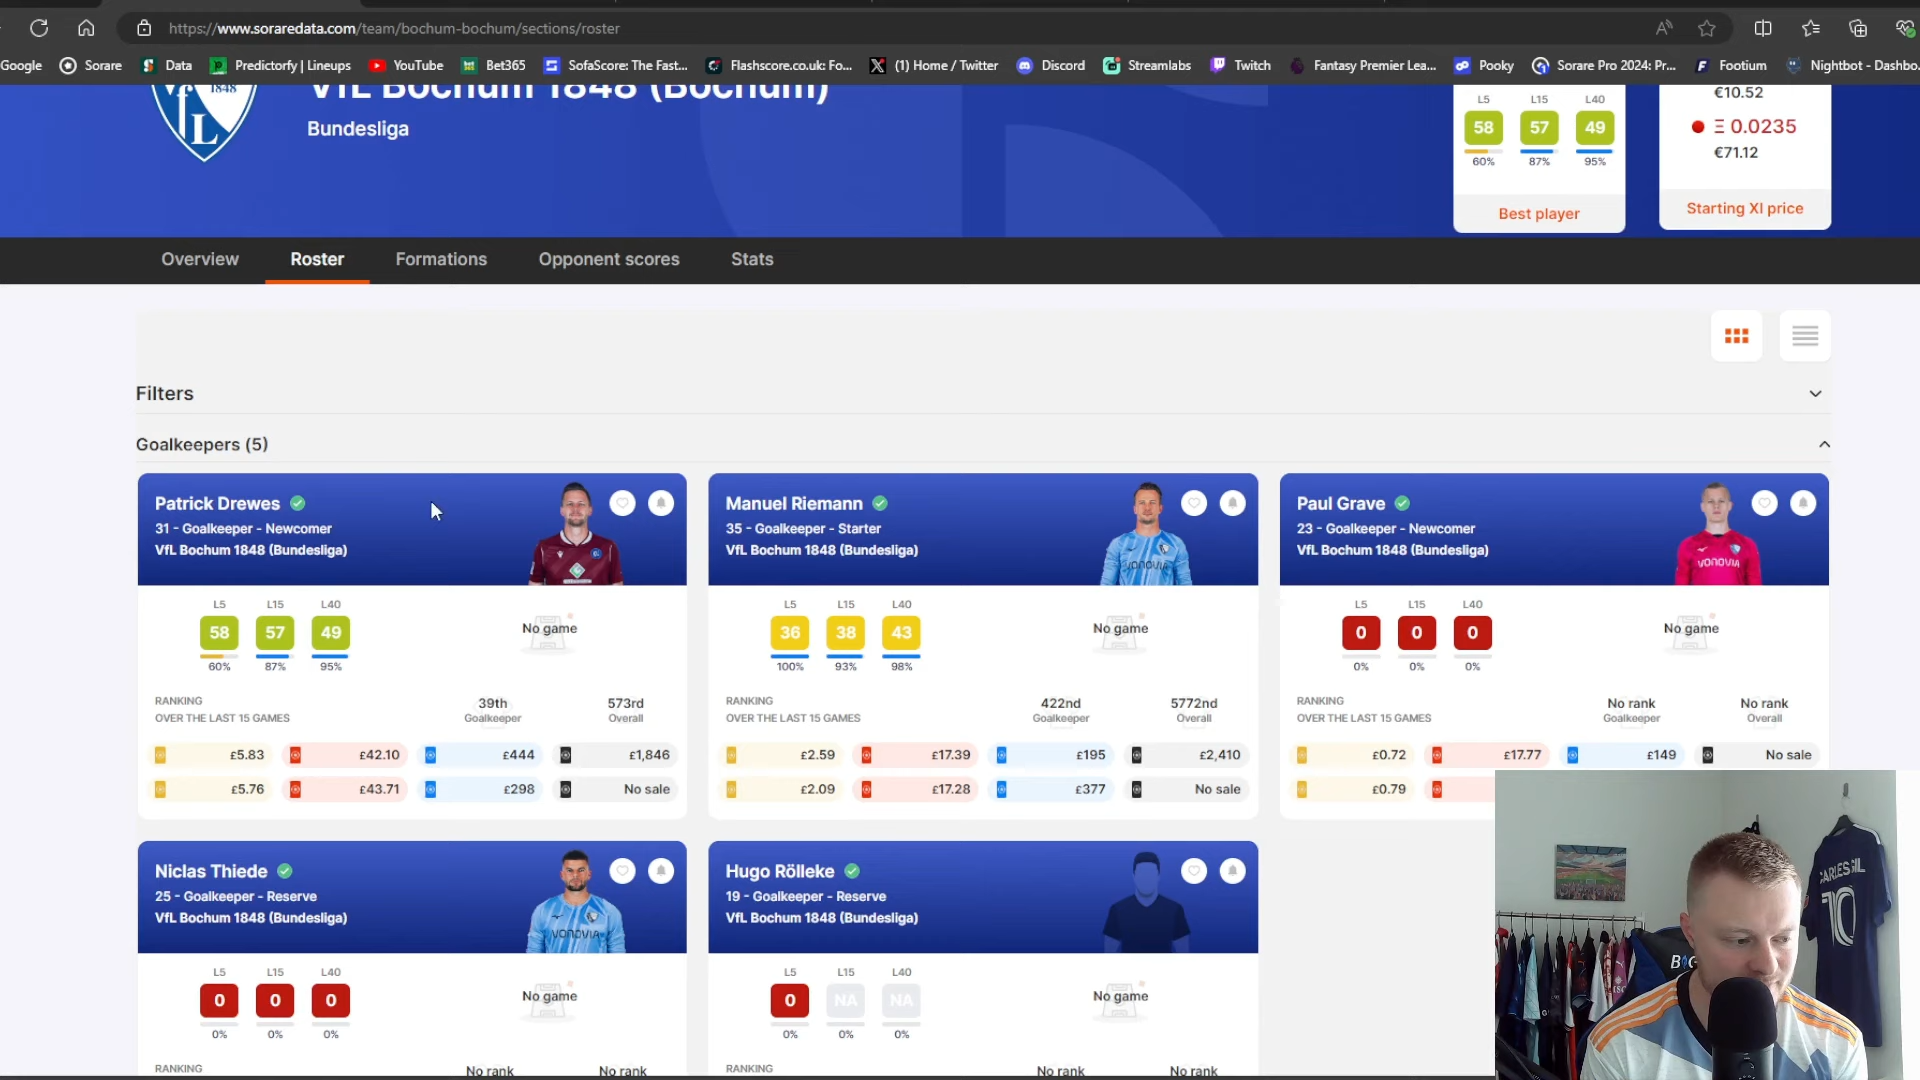 https://www.soraredata.com/team/bochum-bochum/sections/roster
Google Sorare Data Predictorfy | Lineups YouTube Bet365 SofaScore: The Fast... Flashscore.co.uk: Fo... (1) Home / Twitter Discord Streamlabs Twitch Fantasy Premier Lea... Pooky Sorare Pro 2024: Pr... Footium Nightbot - Dashbo...
1848
VfL
VfL Bochum 1848 (Bochum)
Bundesliga
L5 L15 L40
58 57 49
60% 87% 95%
Best player
€10.52
Ξ 0.0235
€71.12
Starting XI price
Overview Roster Formations Opponent scores Stats
Filters
Goalkeepers (5)
Patrick Drewes
31 - Goalkeeper - Newcomer
VfL Bochum 1848 (Bundesliga)
L5 L15 L40
58 57 49
60% 87% 95%
No game
RANKING
OVER THE LAST 15 GAMES
39th
Goalkeeper
573rd
Overall
£5.83 £42.10 £444 £1,846
£5.76 £43.71 £298 No sale
Manuel Riemann
35 - Goalkeeper - Starter
VfL Bochum 1848 (Bundesliga)
VONOVIA
L5 L15 L40
36 38 43
100% 93% 98%
No game
RANKING
OVER THE LAST 15 GAMES
422nd
Goalkeeper
5772nd
Overall
£2.59 £17.39 £195 £2,410
£2.09 £17.28 £377 No sale
Paul Grave
23 - Goalkeeper - Newcomer
VfL Bochum 1848 (Bundesliga)
VONOVIA
L5 L15 L40
0 0 0
0% 0% 0%
No game
RANKING
OVER THE LAST 15 GAMES
No rank
Goalkeeper
No rank
Overall
£0.72 £17.77 £149 No sale
£0.79
Niclas Thiede
25 - Goalkeeper - Reserve
VfL Bochum 1848 (Bundesliga)
VONOVIA
L5 L15 L40
0 0 0
0% 0% 0%
No game
RANKING
No rank No rank
Hugo Rölleke
19 - Goalkeeper - Reserve
VfL Bochum 1848 (Bundesliga)
L5 L15 L40
0 NA NA
0% 0% 0%
No game
RANKING
No rank No rank
CARLES GIL
10